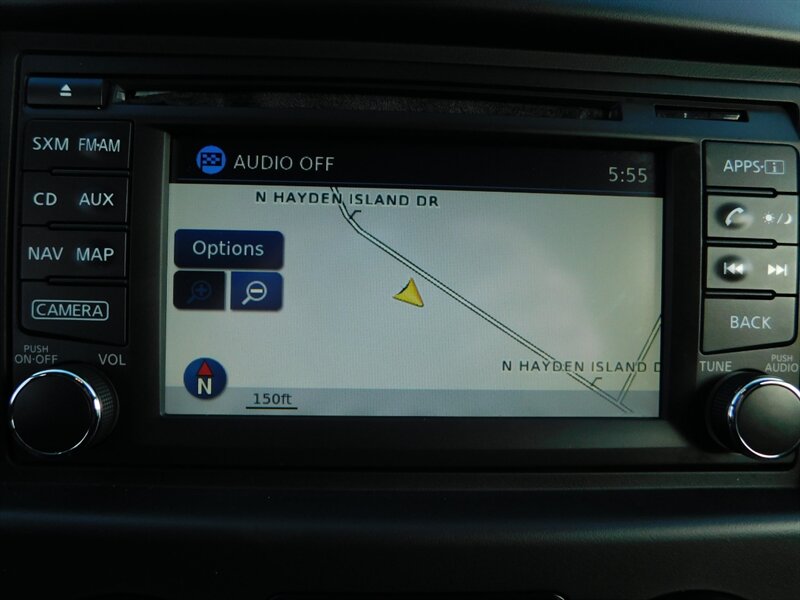 SXM FM·AM
CD AUX
NAV MAP
CAMERA
PUSH
ON·OFF
VOL
AUDIO OFF
5:55
N HAYDEN ISLAND DR
Options
N HAYDEN ISLAND D
N
150ft
APPS·i
BACK
TUNE
PUSH
AUDIO